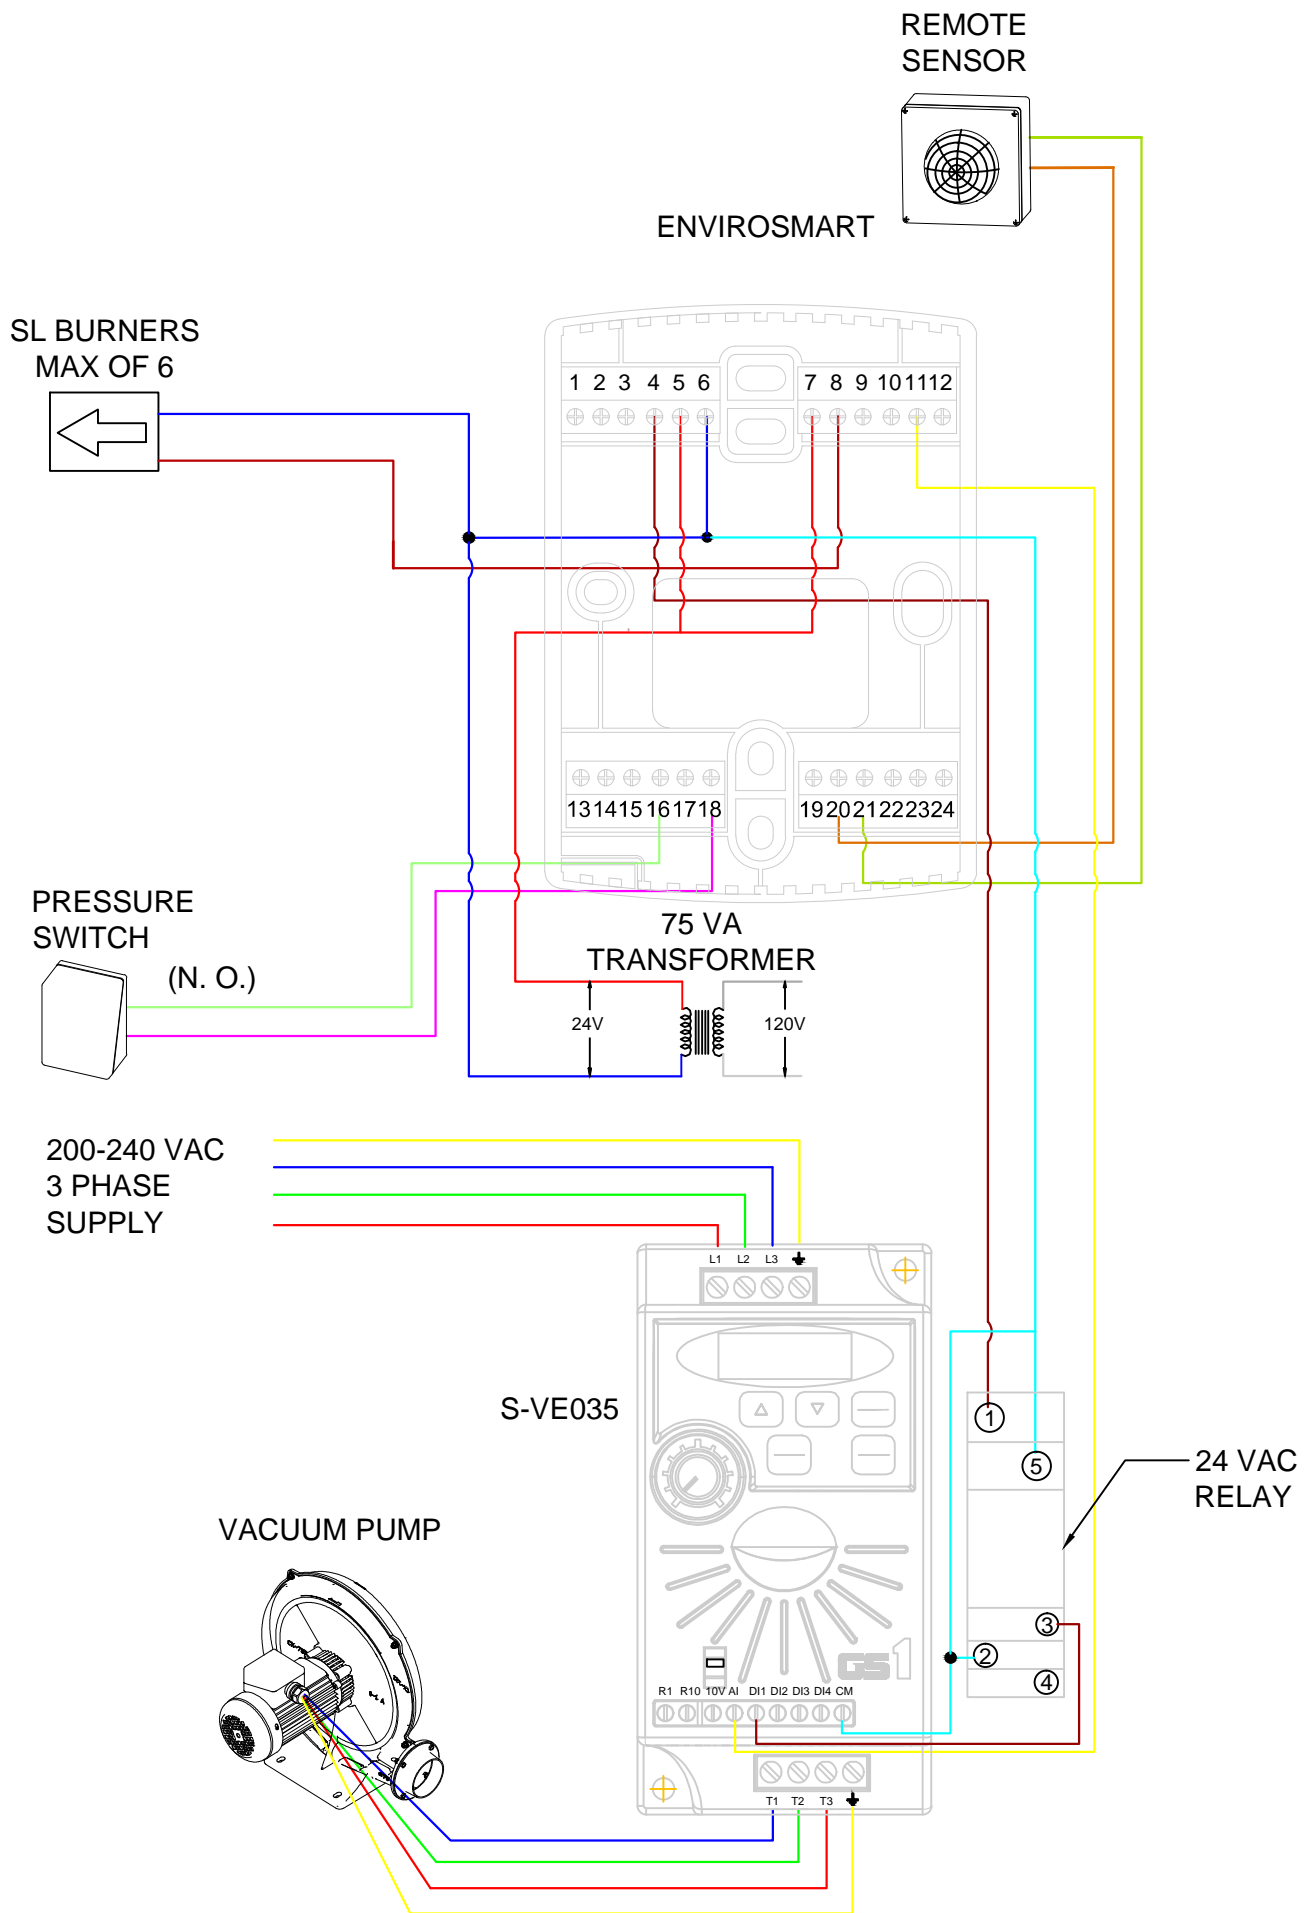 REMOTE
SENSOR
ENVIROSMART
SL BURNERS
MAX OF 6
1 2 3 4 5 6 7 8 9 10 11 12
13 14 15 16 17 18 19 20 21 22 23 24
PRESSURE
SWITCH
(N. O.)
75 VA
TRANSFORMER
24V 120V
200-240 VAC
3 PHASE
SUPPLY
L1 L2 L3
S-VE035
1
5
24 VAC
RELAY
VACUUM PUMP
3
2
4
GS1
R1 R10 10V AI DI1 DI2 DI3 DI4 CM
T1 T2 T3